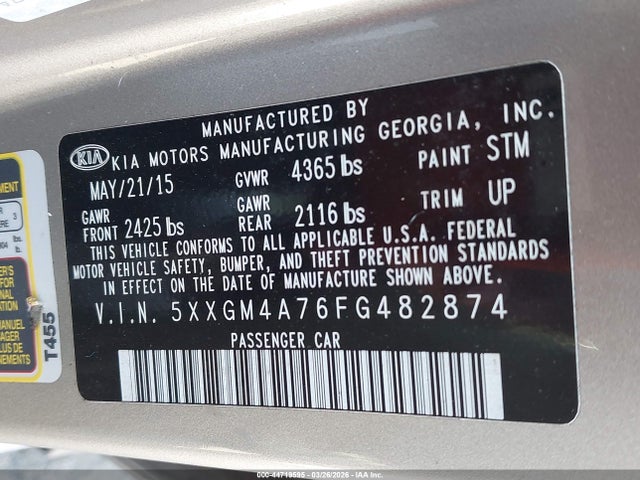 MANUFACTURED BY
KIA KIA MOTORS MANUFACTURING GEORGIA, INC.
MAY/21/15 GVWR 4365 lbs PAINT STM
GAWR FRONT 2425 lbs GAWR REAR 2116 lbs TRIM UP
THIS VEHICLE CONFORMS TO ALL APPLICABLE U.S.A. FEDERAL
MOTOR VEHICLE SAFETY, BUMPER, AND THEFT PREVENTION STANDARDS
IN EFFECT ON THE DATE OF MANUFACTURE SHOWN ABOVE.
V.I.N. 5XXGM4A76FG482874
PASSENGER CAR
T455
000-44719595 - 03/26/2026 - IAA HOLDINGS, LLC